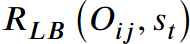 R_{LB} (O_{ij}, s_t)